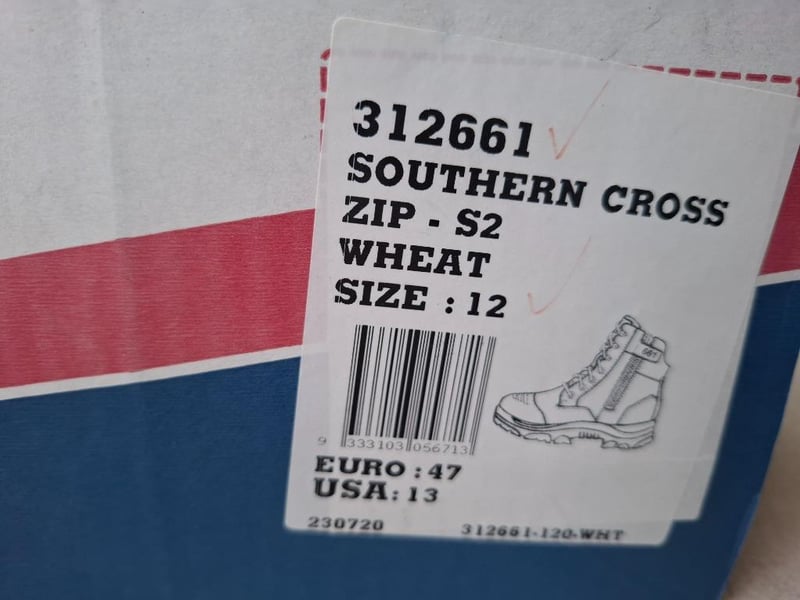 312661
SOUTHERN CROSS
ZIP - S2
WHEAT
SIZE : 12
561
9 333103 056713
EURO : 47
USA: 13
230720 312661-120-WHT